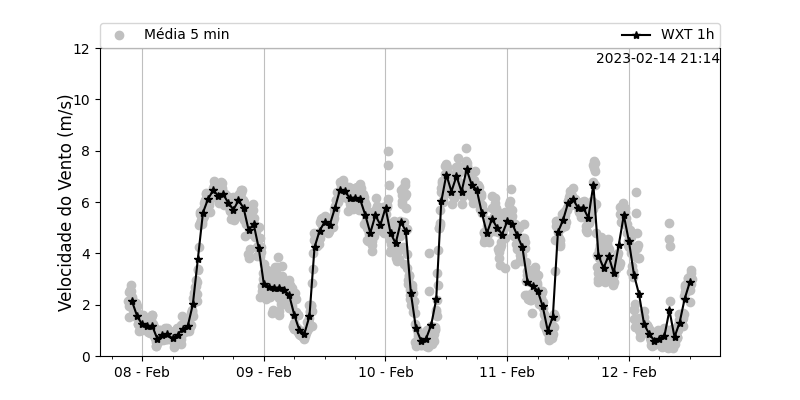 Média 5 min
WXT 1h
2023-02-14 21:14
Velocidade do Vento (m/s)
12
10
8
6
4
2
0
08 - Feb
09 - Feb
10 - Feb
11 - Feb
12 - Feb